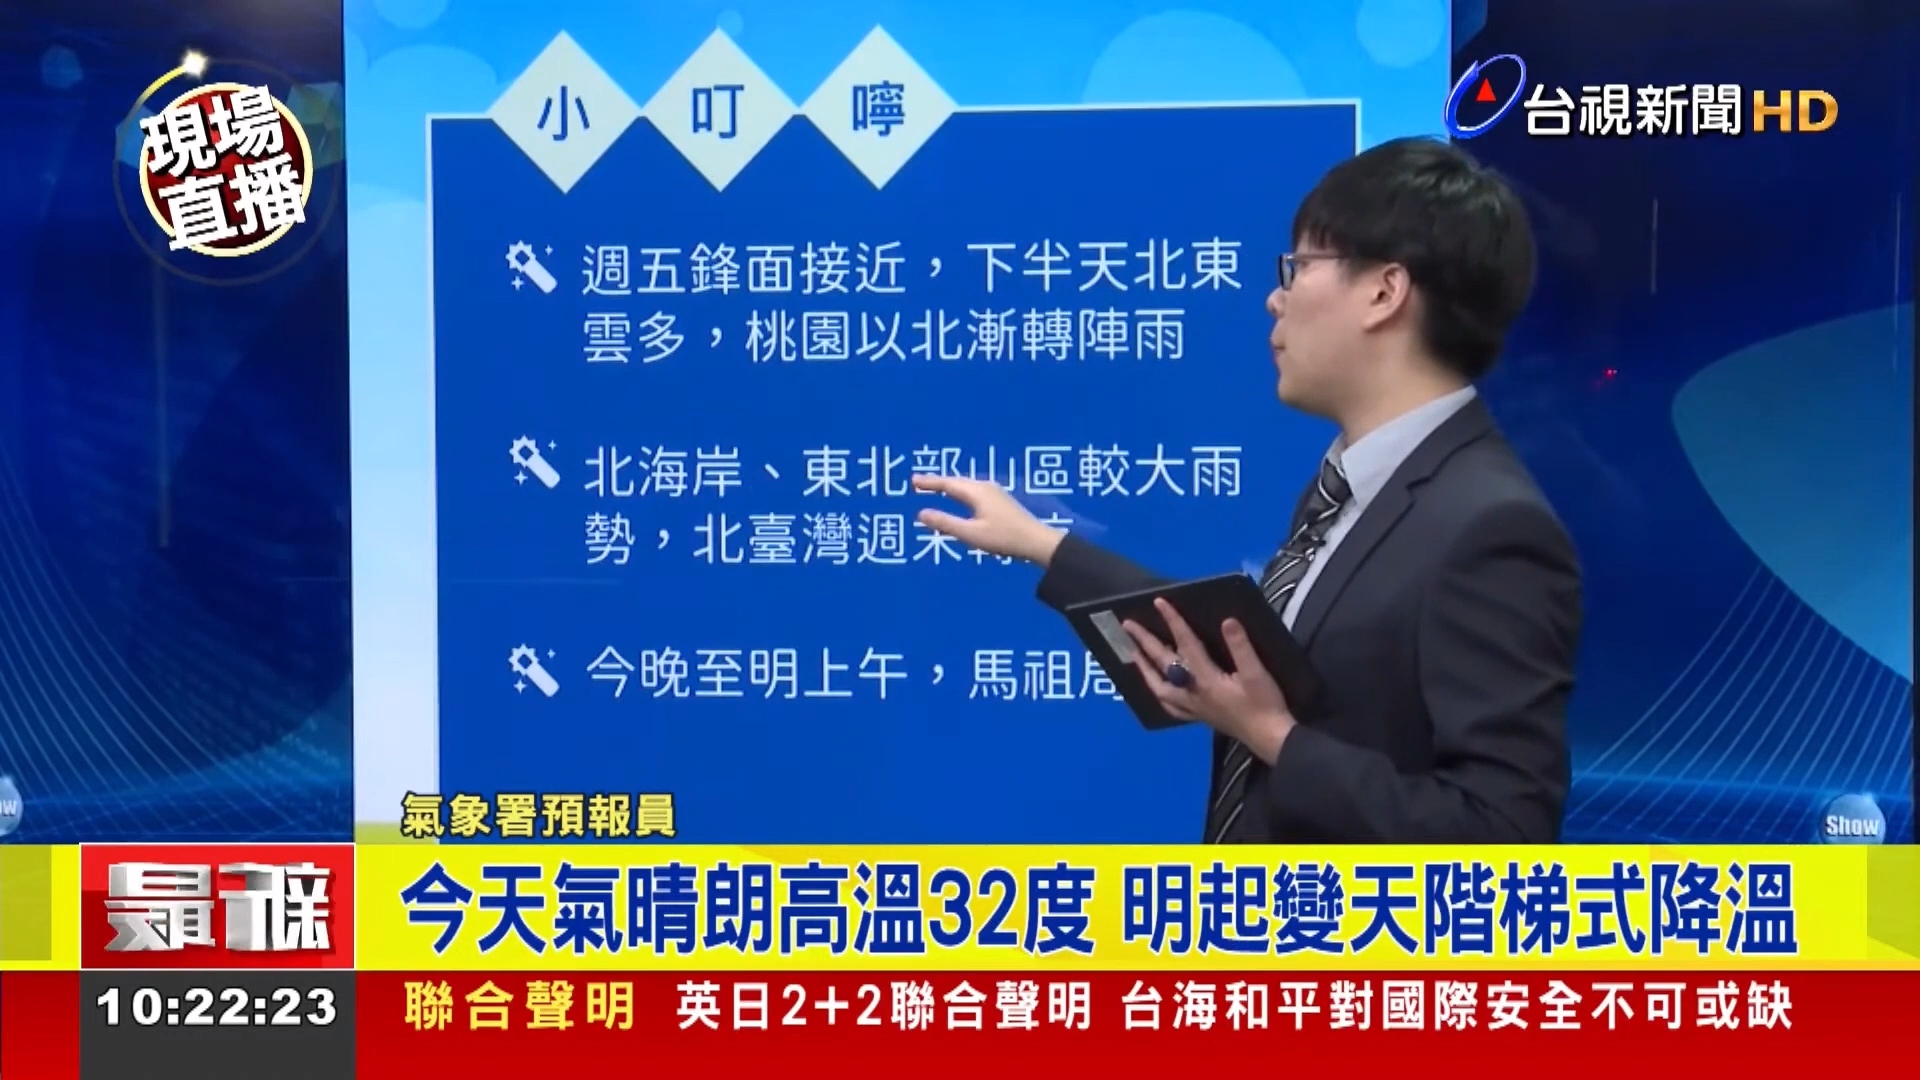 現場
直播
台視新聞HD
小叮嚀
週五鋒面接近，下半天北東
雲多，桃園以北漸轉陣雨
北海岸、東北部山區較大雨
勢，北臺灣週末轉
今晚至明上午，馬祖局
氣象署預報員
今天氣晴朗高溫32度 明起變天階梯式降溫
10:22:23
聯合聲明 英日2+2聯合聲明 台海和平對國際安全不可或缺
Show